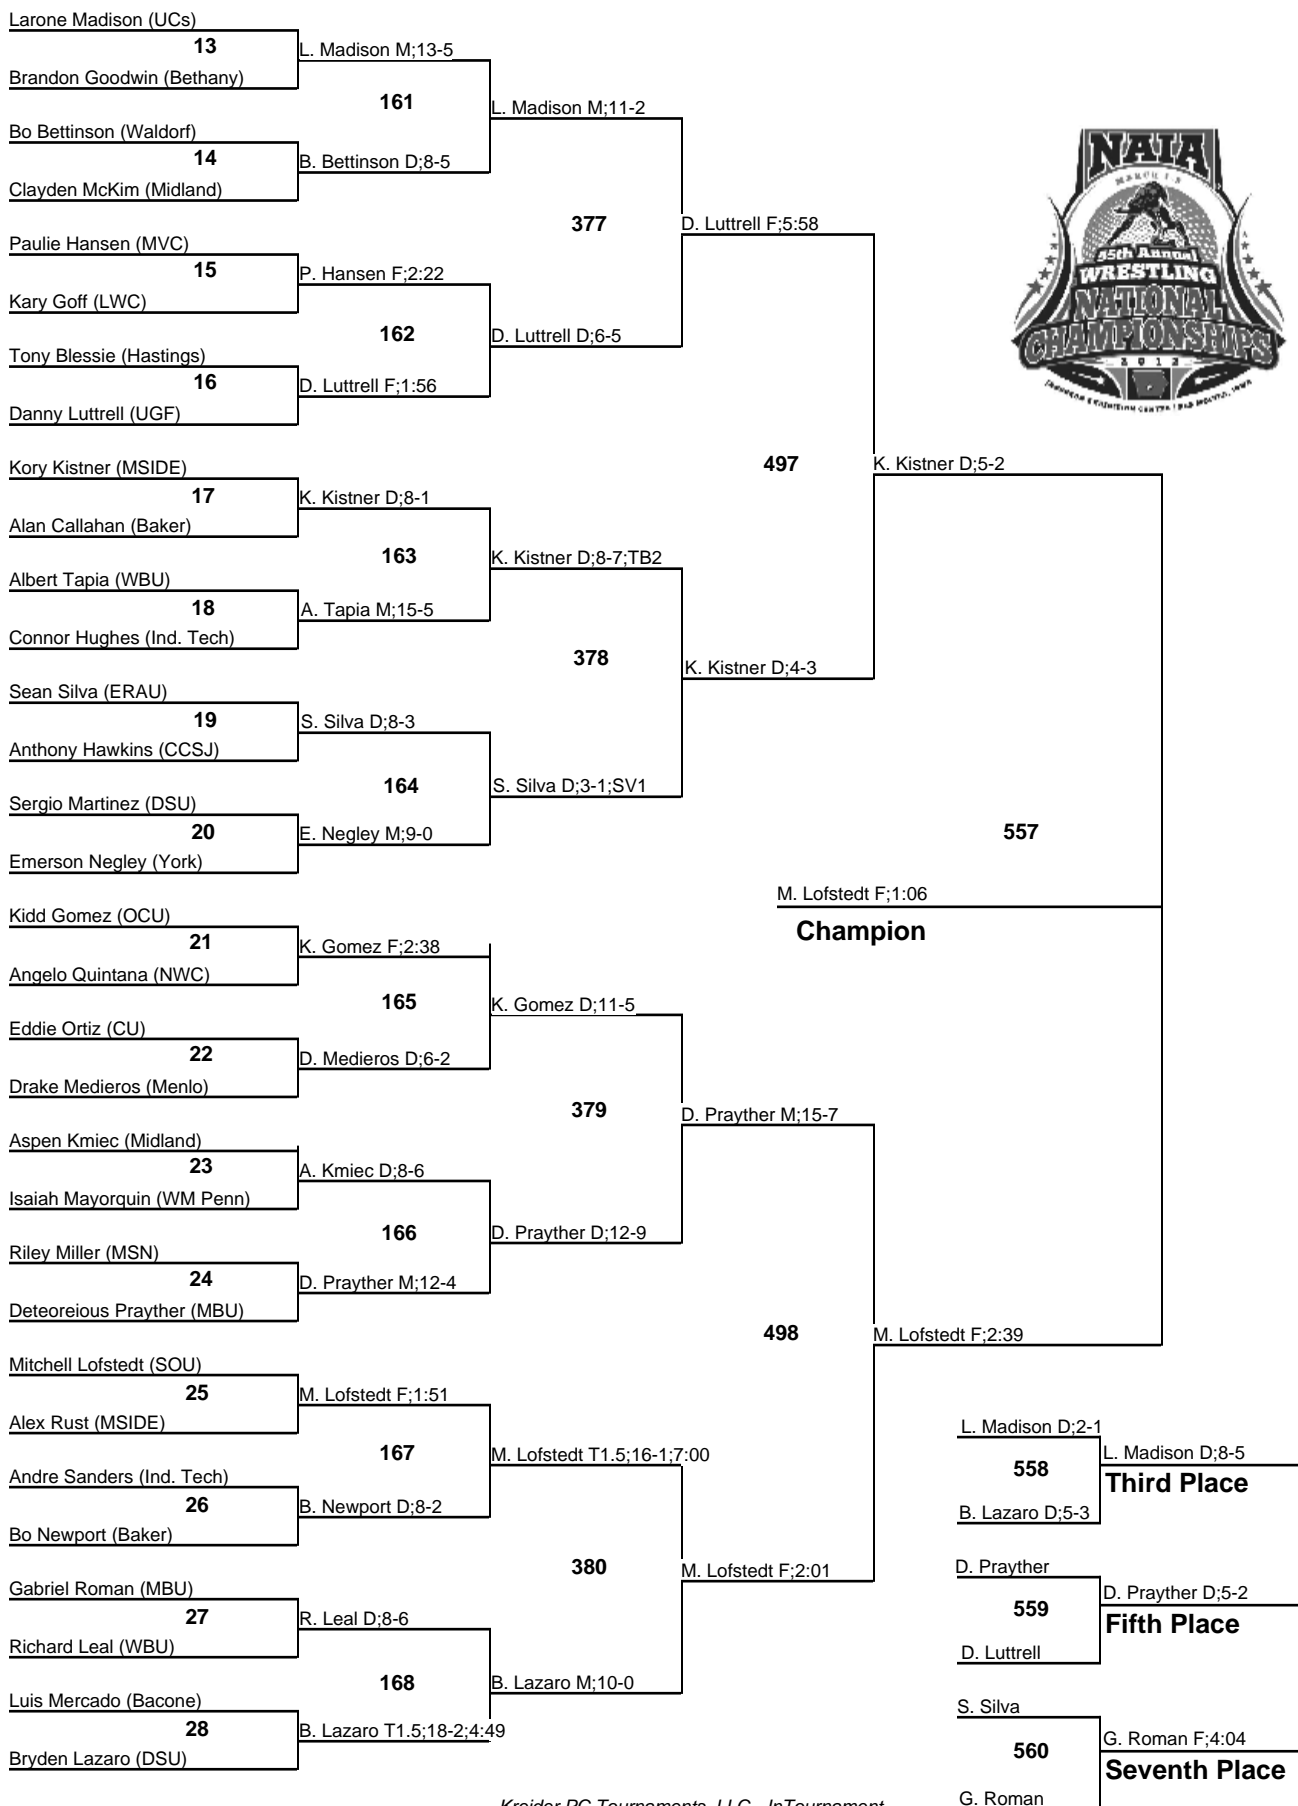 Larone Madison (UCs)
13
L. Madison M;13-5
Brandon Goodwin (Bethany)
161
L. Madison M;11-2
Bo Bettinson (Waldorf)
14
B. Bettinson D;8-5
Clayden McKim (Midland)
377
D. Luttrell F;5:58
Paulie Hansen (MVC)
15
P. Hansen F;2:22
Kary Goff (LWC)
162
D. Luttrell D;6-5
Tony Blessie (Hastings)
16
D. Luttrell F;1:56
Danny Luttrell (UGF)
NAIA
55th Annual
WRESTLING
NATIONAL
CHAMPIONSHIPS
2012
497
K. Kistner D;5-2
Kory Kistner (MSIDE)
17
K. Kistner D;8-1
Alan Callahan (Baker)
163
K. Kistner D;8-7;TB2
Albert Tapia (WBU)
18
A. Tapia M;15-5
Connor Hughes (Ind. Tech)
378
K. Kistner D;4-3
Sean Silva (ERAU)
19
S. Silva D;8-3
Anthony Hawkins (CCSJ)
164
S. Silva D;3-1;SV1
Sergio Martinez (DSU)
20
E. Negley M;9-0
Emerson Negley (York)
557
M. Lofstedt F;1:06
Champion
Kidd Gomez (OCU)
21
K. Gomez F;2:38
Angelo Quintana (NWC)
165
K. Gomez D;11-5
Eddie Ortiz (CU)
22
D. Medieros D;6-2
Drake Medieros (Menlo)
379
D. Prayther M;15-7
Aspen Kmiec (Midland)
23
A. Kmiec D;8-6
Isaiah Mayorquin (WM Penn)
166
D. Prayther D;12-9
Riley Miller (MSN)
24
D. Prayther M;12-4
Deteoreious Prayther (MBU)
498
M. Lofstedt F;2:39
Mitchell Lofstedt (SOU)
25
M. Lofstedt F;1:51
Alex Rust (MSIDE)
167
M. Lofstedt T1.5;16-1;7:00
Andre Sanders (Ind. Tech)
26
B. Newport D;8-2
Bo Newport (Baker)
380
M. Lofstedt F;2:01
Gabriel Roman (MBU)
27
R. Leal D;8-6
Richard Leal (WBU)
168
B. Lazaro M;10-0
Luis Mercado (Bacone)
28
B. Lazaro T1.5;18-2;4:49
Bryden Lazaro (DSU)
L. Madison D;2-1
558
L. Madison D;8-5
Third Place
B. Lazaro D;5-3
D. Prayther
559
D. Prayther D;5-2
Fifth Place
D. Luttrell
S. Silva
560
G. Roman F;4:04
Seventh Place
G. Roman
Kreider PC Tournaments, LLC - InTournament